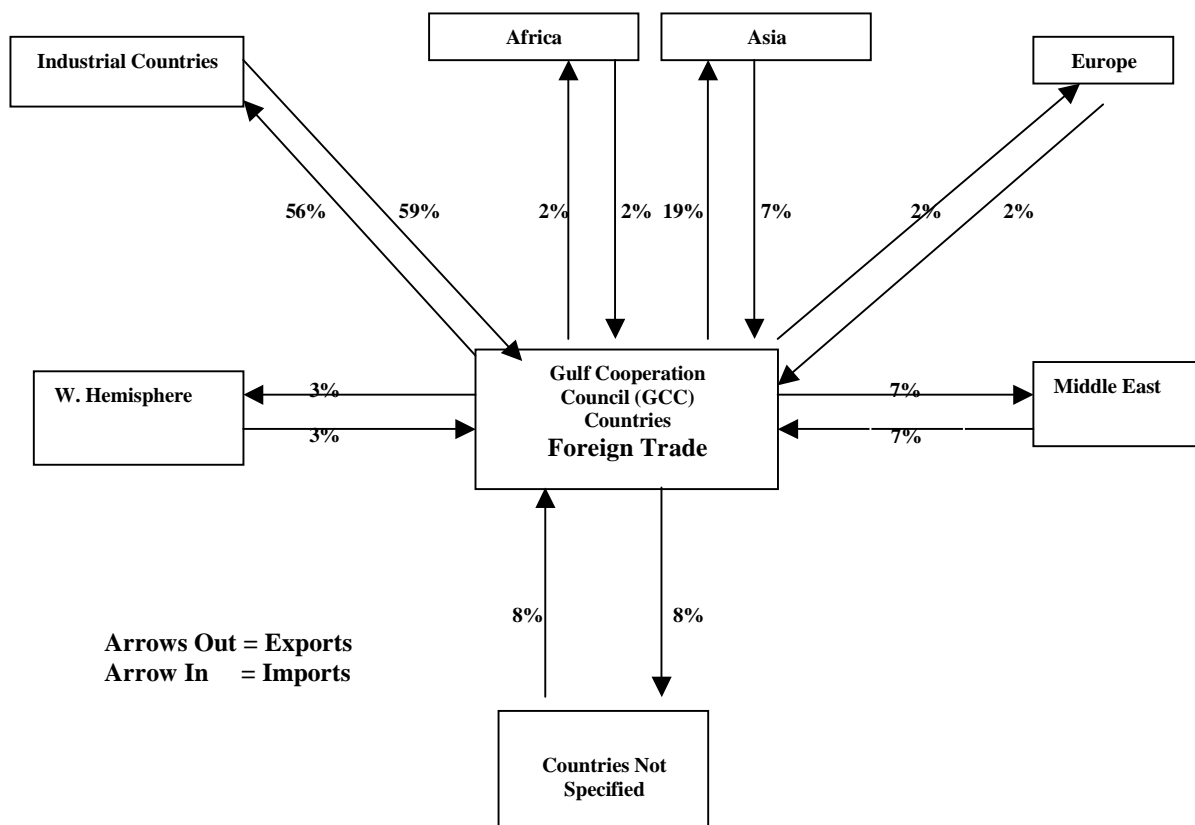 Africa
Asia
Industrial Countries
Europe
56%
59%
2%
2%
19%
7%
2%
2%
Gulf Cooperation
Council (GCC)
Countries
Foreign Trade
W. Hemisphere
3%
3%
Middle East
7%
7%
8%
8%
Arrows Out = Exports
Arrow In = Imports
Countries Not
Specified